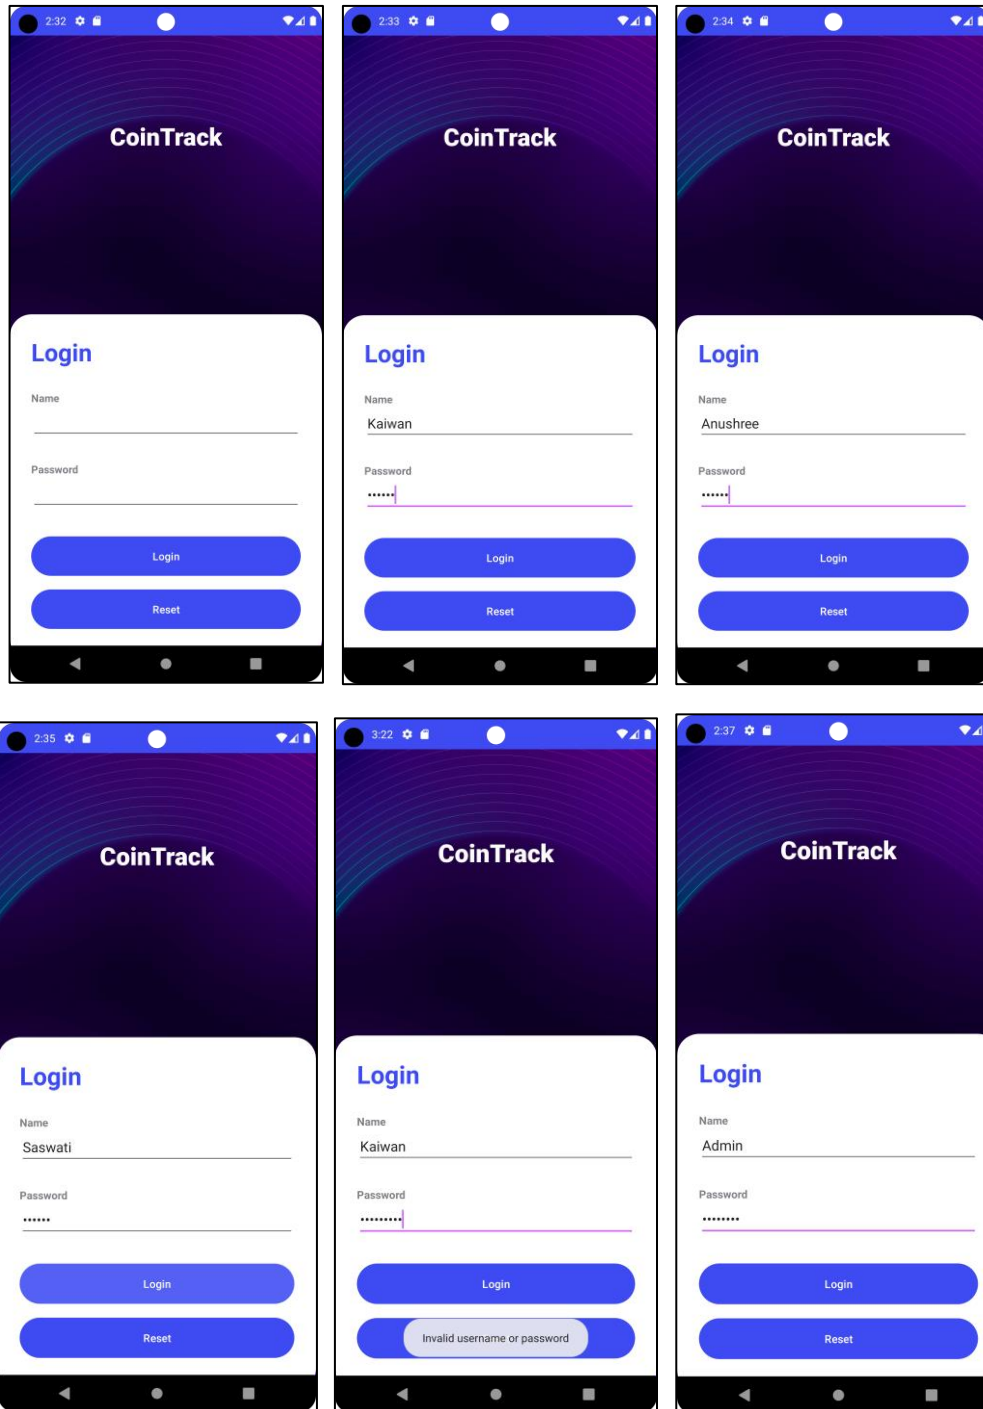 2:32
CoinTrack
Login
Name
Password
Login
Reset
2:33
CoinTrack
Login
Name
Kaiwan
Password
••••••
Login
Reset
2:34
CoinTrack
Login
Name
Anushree
Password
••••••
Login
Reset
2:35
CoinTrack
Login
Name
Saswati
Password
••••••
Login
Reset
3:22
CoinTrack
Login
Name
Kaiwan
Password
•••••••••
Login
Invalid username or password
2:37
CoinTrack
Login
Name
Admin
Password
••••••••
Login
Reset